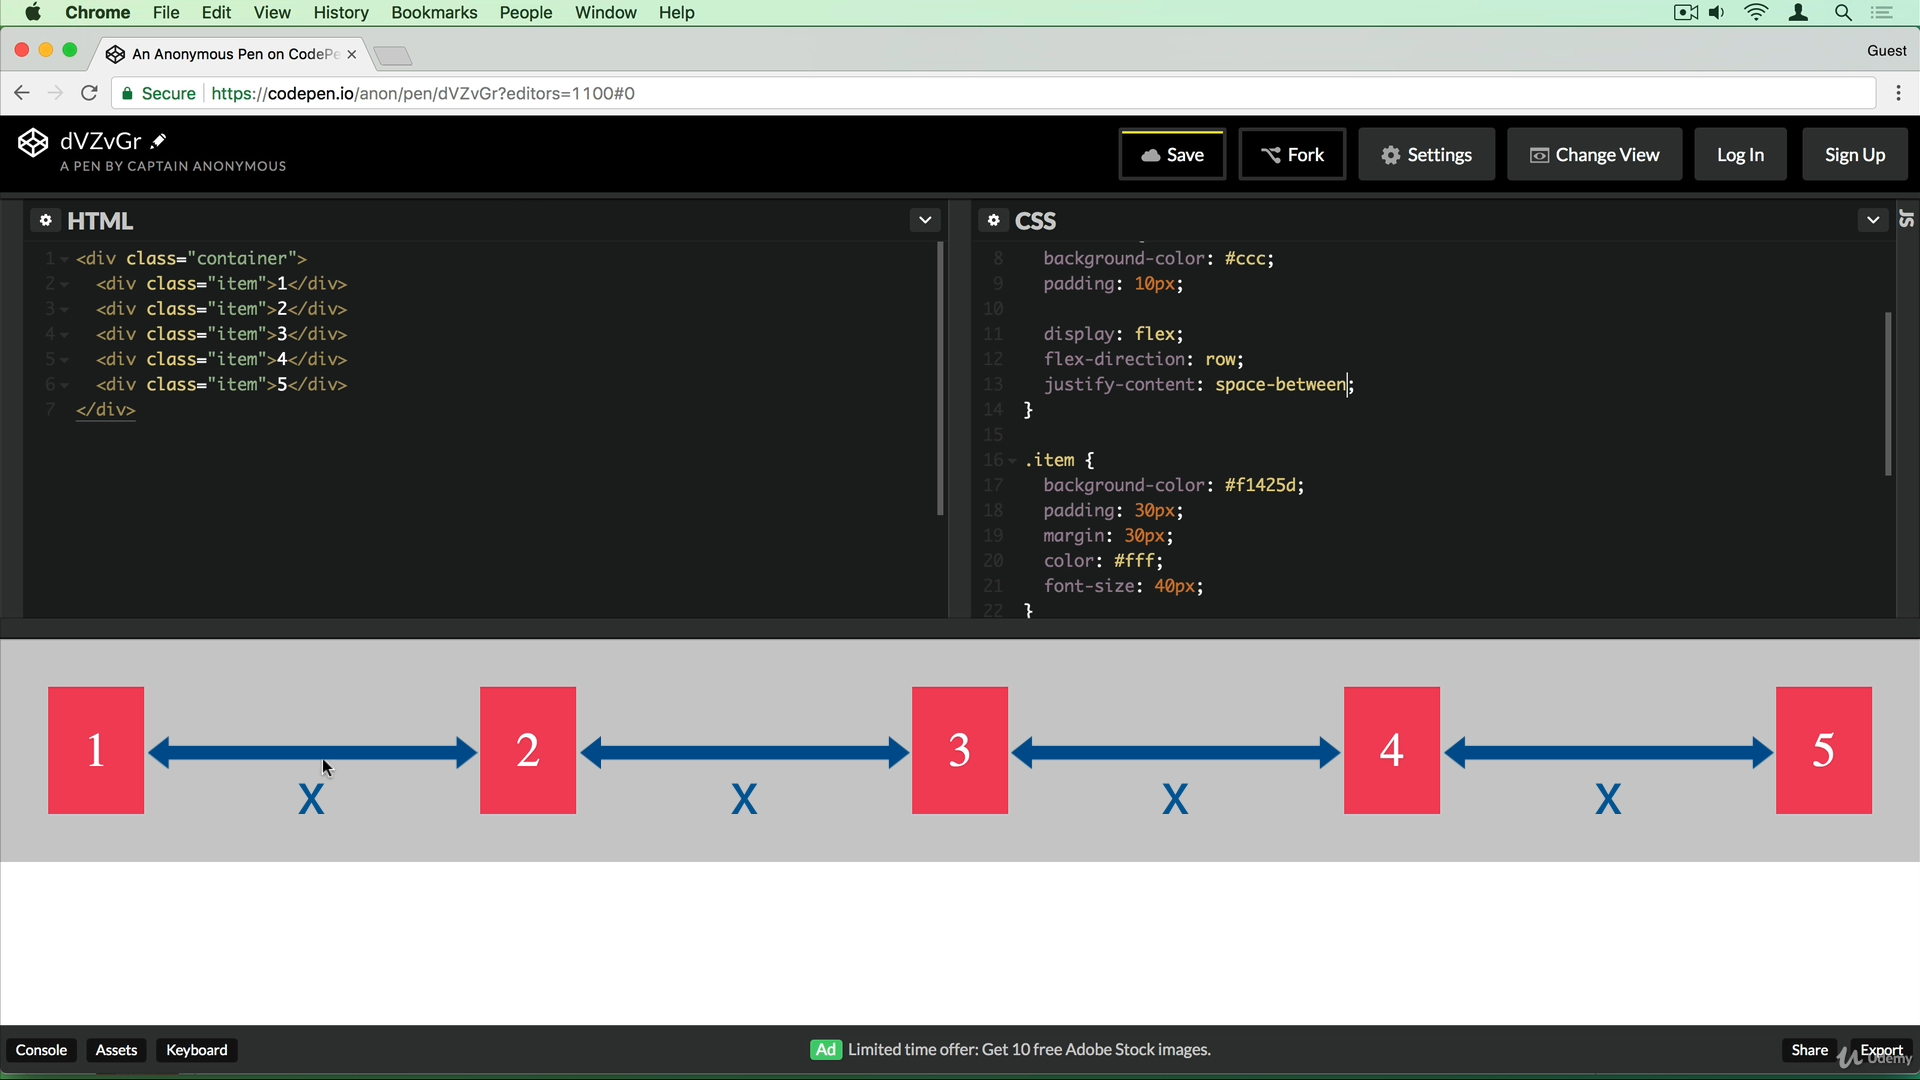 Chrome File Edit View History Bookmarks People Window Help
An Anonymous Pen on CodePe
Guest
Secure https://codepen.io/anon/pen/dVZvGr?editors=1100#0
dVZvGr
A PEN BY CAPTAIN ANONYMOUS
Save Fork Settings Change View Log In Sign Up
HTML
1 <div class="container">
2 <div class="item">1</div>
3 <div class="item">2</div>
4 <div class="item">3</div>
5 <div class="item">4</div>
6 <div class="item">5</div>
7 </div>
CSS
JS
8 background-color: #ccc;
9 padding: 10px;
10
11 display: flex;
12 flex-direction: row;
13 justify-content: space-between;
14 }
15
16 .item {
17 background-color: #f1425d;
18 padding: 30px;
19 margin: 30px;
20 color: #fff;
21 font-size: 40px;
22 }
1 2 3 4 5
X X X X
Console Assets Keyboard
Ad Limited time offer: Get 10 free Adobe Stock images.
Share Export
Udemy